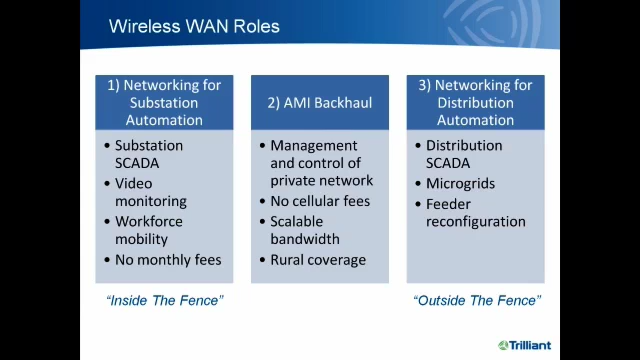 Wireless WAN Roles
1) Networking for
Substation
Automation
• Substation
SCADA
• Video
monitoring
• Workforce
mobility
• No monthly fees
"Inside The Fence"
2) AMI Backhaul
• Management
and control of
private network
• No cellular fees
• Scalable
bandwidth
• Rural coverage
3) Networking for
Distribution
Automation
• Distribution
SCADA
• Microgrids
• Feeder
reconfiguration
"Outside The Fence"
Trilliant